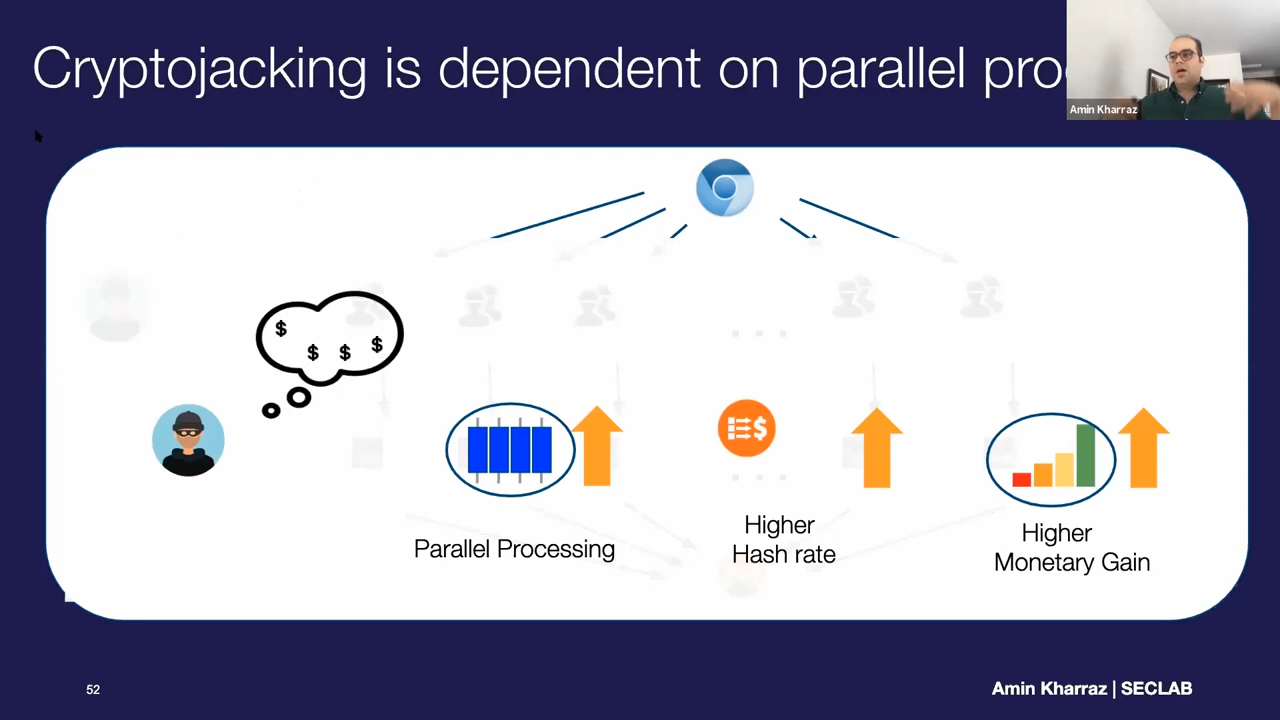 Cryptojacking is dependent on parallel
Amin Kharraz
$
$ $ $
$
Parallel Processing
Higher
Hash rate
Higher
Monetary Gain
52
Amin Kharraz | SECLAB